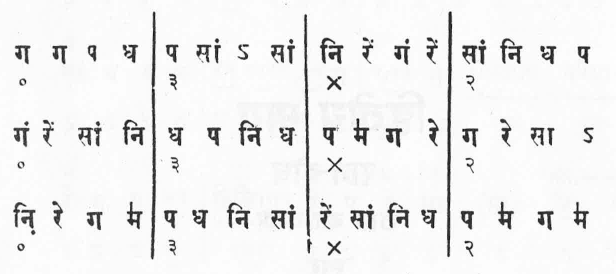 ग ग प ध | प सां ऽ सां | नि रें गं रें | सां नि ध प
० ३ × २
गं रें सां नि | ध प नि ध | प म॑ ग रे | ग रे सा ऽ
० ३ × २
नि़ रे ग म॑ | प ध नि सां | रें सां नि ध | प म॑ ग म॑
० ३ × २